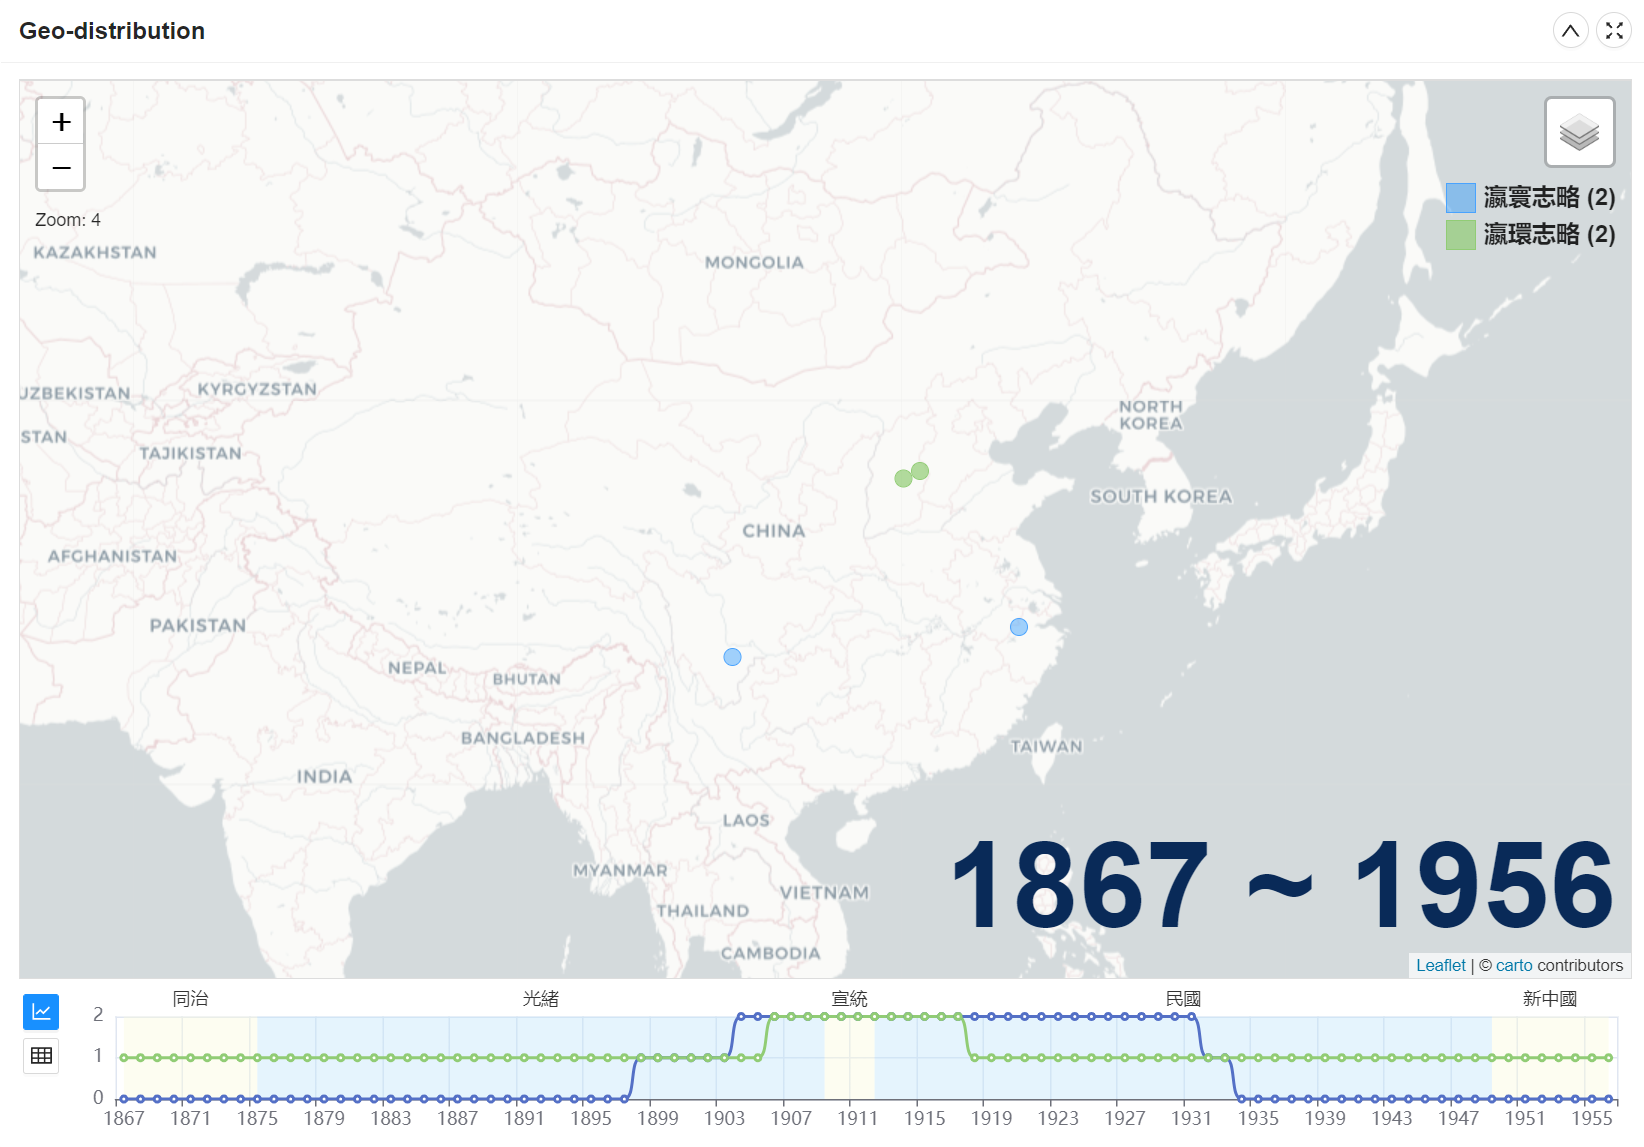 Geo-distribution
+
−
Zoom: 4
瀛寰志略 (2)
瀛環志略 (2)
KAZAKHSTAN
MONGOLIA
UZBEKISTAN
KYRGYZSTAN
NORTH
KOREA
STAN
TAJIKISTAN
SOUTH KOREA
CHINA
AFGHANISTAN
PAKISTAN
NEPAL
BHUTAN
BANGLADESH
TAIWAN
INDIA
LAOS
MYANMAR
VIETNAM
THAILAND
CAMBODIA
1867 ~ 1956
Leaflet | © carto contributors
同治 光緒 宣統 民國 新中國
2
1
0
1867 1871 1875 1879 1883 1887 1891 1895 1899 1903 1907 1911 1915 1919 1923 1927 1931 1935 1939 1943 1947 1951 1955